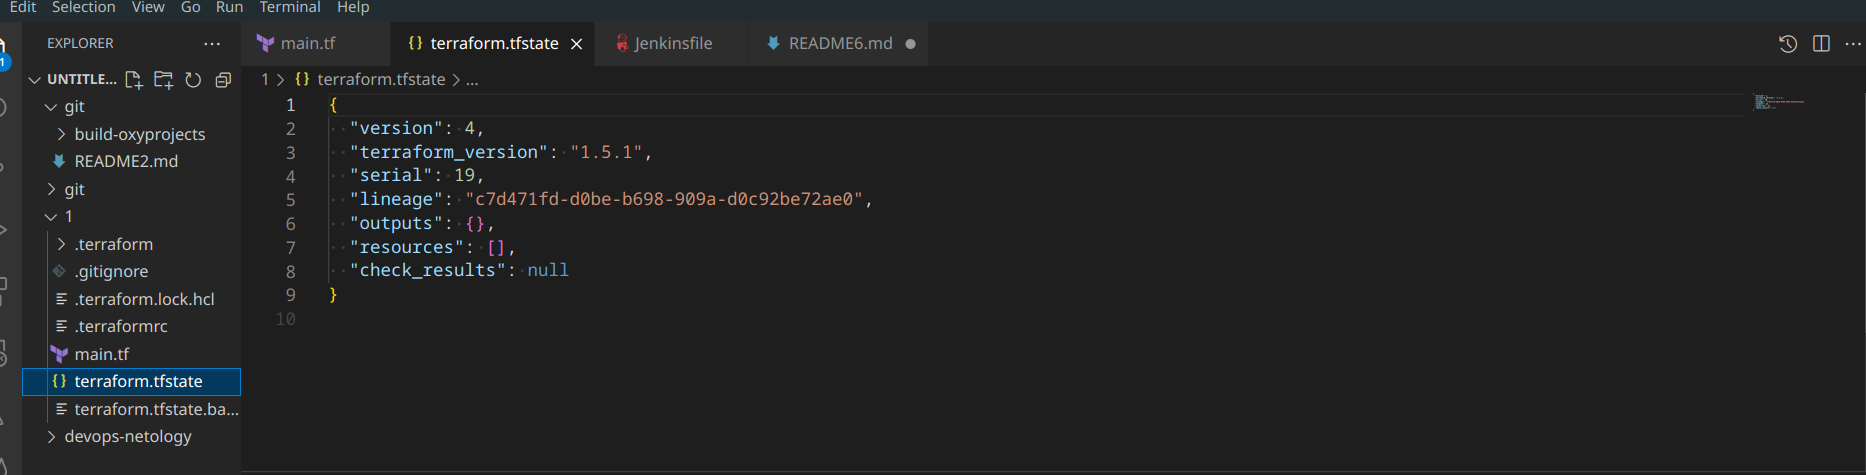 Edit Selection View Go Run Terminal Help
EXPLORER ...
main.tf
{} terraform.tfstate ×
Jenkinsfile
README6.md ●
1
UNTITLE...
1 > {} terraform.tfstate > ...
git
build-oxyprojects
README2.md
git
1
.terraform
.gitignore
.terraform.lock.hcl
.terraformrc
main.tf
{} terraform.tfstate
terraform.tfstate.ba...
devops-netology
1 {
2 "version": 4,
3 "terraform_version": "1.5.1",
4 "serial": 19,
5 "lineage": "c7d471fd-d0be-b698-909a-d0c92be72ae0",
6 "outputs": {},
7 "resources": [],
8 "check_results": null
9 }
10